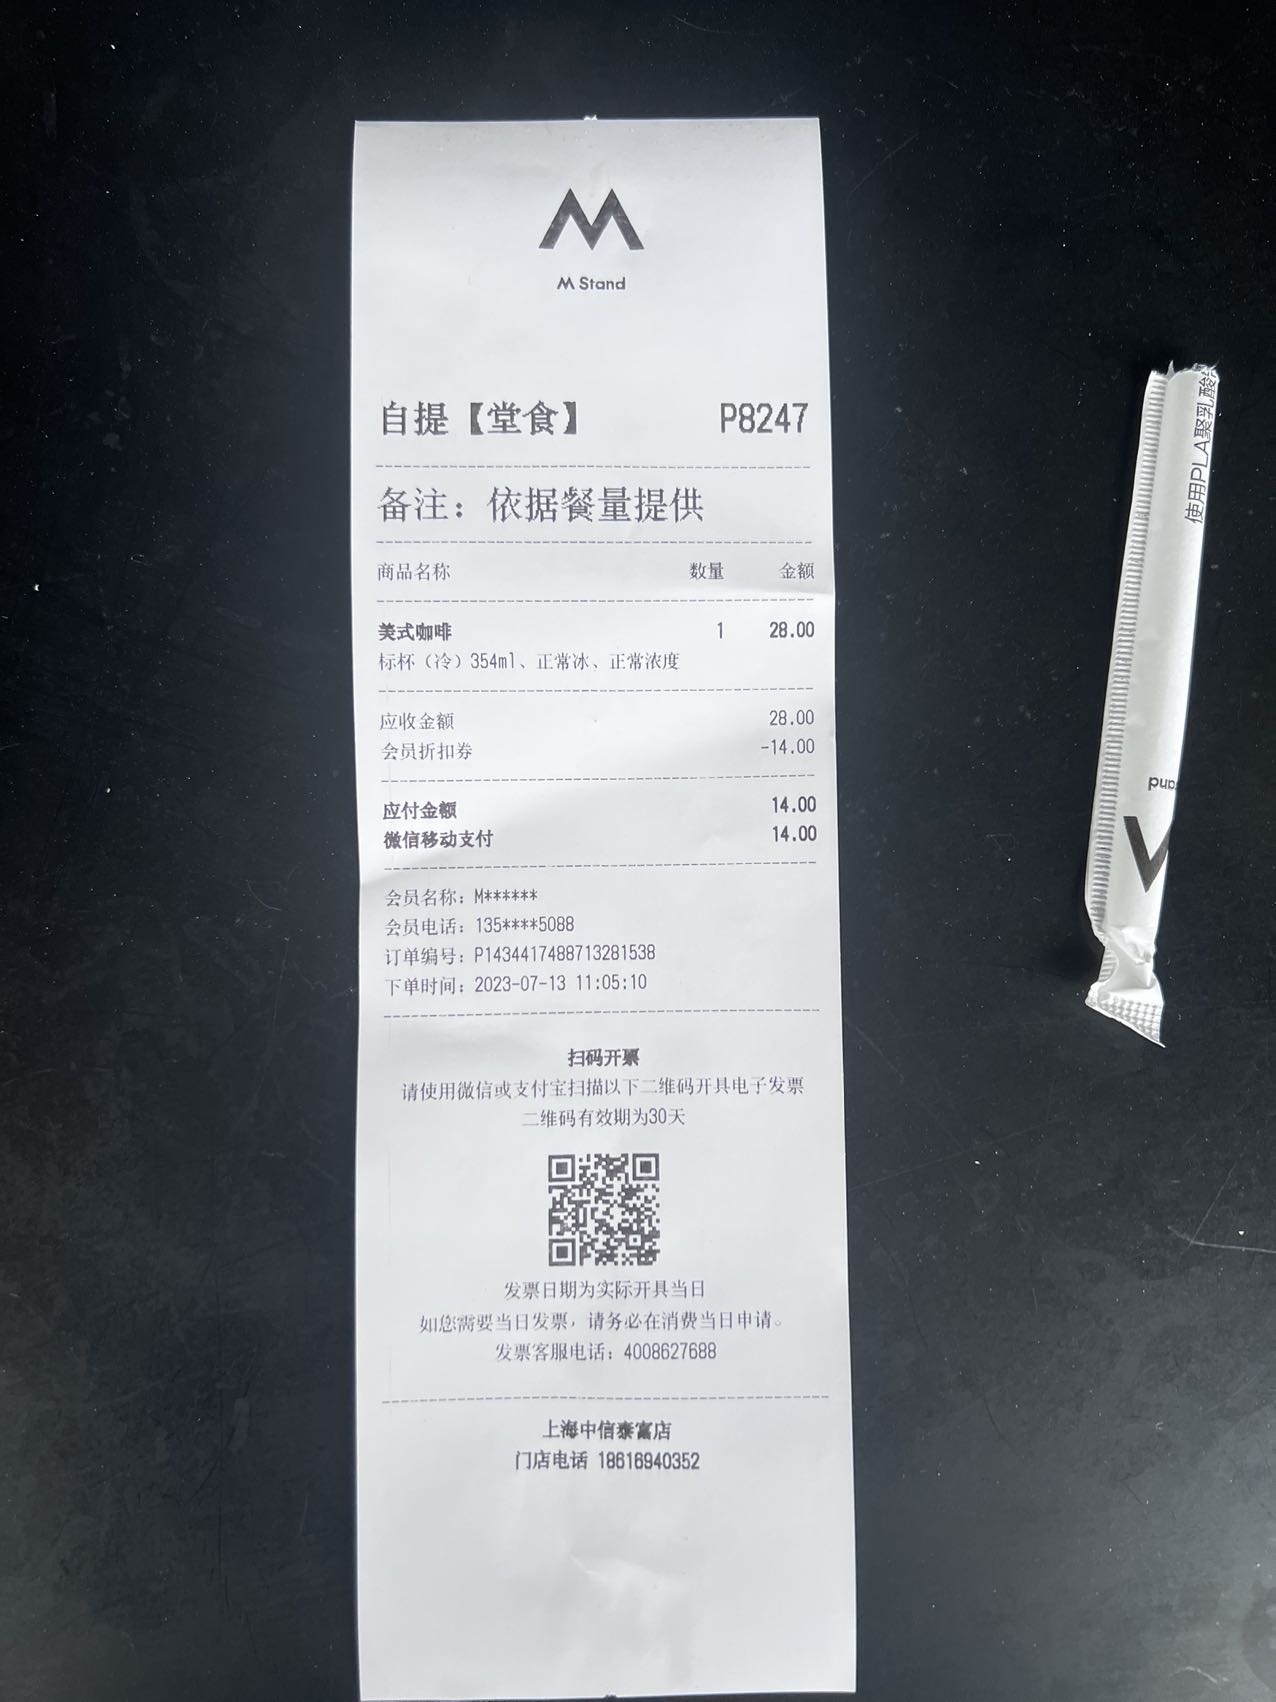 M Stand
自提【堂食】 P8247
备注：依据餐量提供
商品名称 数量 金额
美式咖啡 1 28.00
标杯（冷）354ml、正常冰、正常浓度
应收金额 28.00
会员折扣券 -14.00
应付金额 14.00
微信移动支付 14.00
会员名称：M******
会员电话：135****5088
订单编号：P1434417488713281538
下单时间：2023-07-13 11:05:10
扫码开票
请使用微信或支付宝扫描以下二维码开具电子发票
二维码有效期为30天
发票日期为实际开具当日
如您需要当日发票，请务必在消费当日申请。
发票客服电话：4008627688
上海中信泰富店
门店电话 18616940352
使用PLA聚乳酸
and